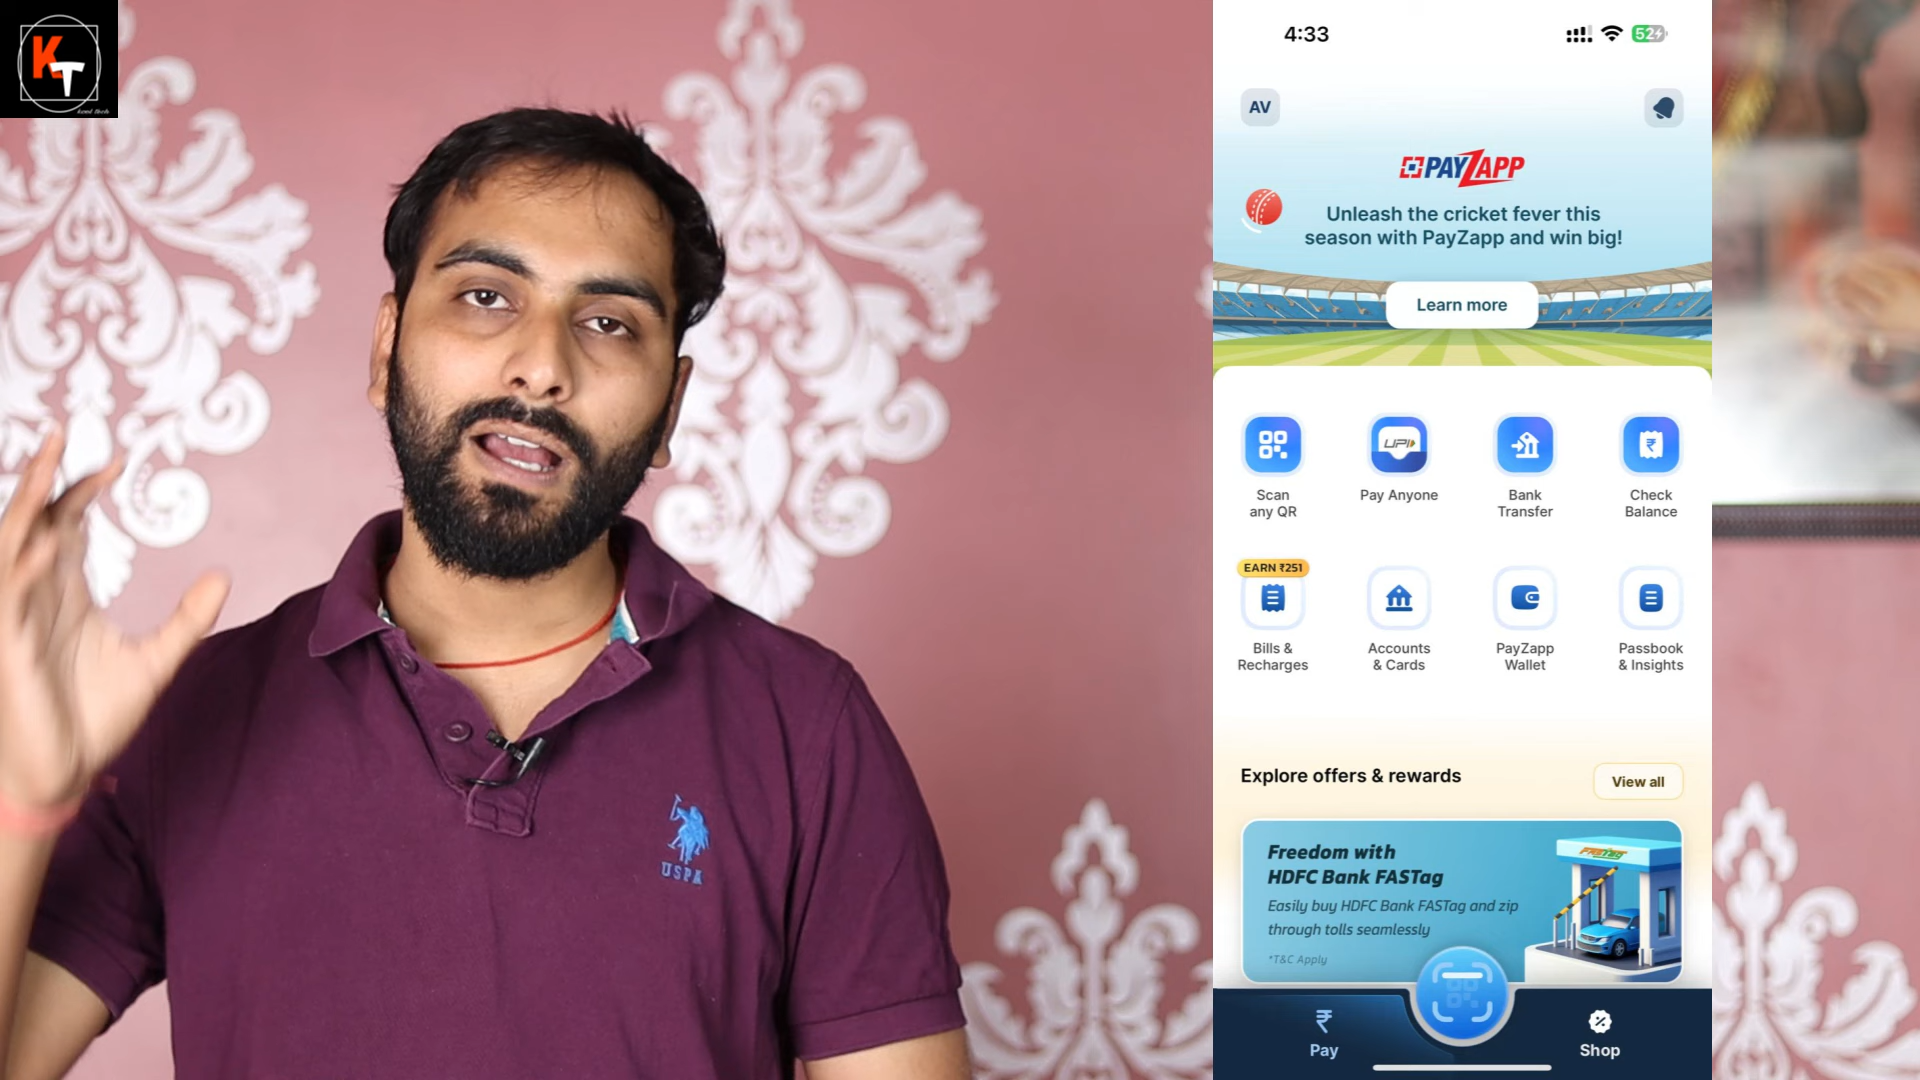 KT
4:33
52
AV
PAYZAPP
Unleash the cricket fever this
season with PayZapp and win big!
Learn more
Scan
any QR
UPI
Pay Anyone
Bank
Transfer
Check
Balance
EARN ₹251
Bills &
Recharges
Accounts
& Cards
PayZapp
Wallet
Passbook
& Insights
Explore offers & rewards
View all
Freedom with
HDFC Bank FASTag
Easily buy HDFC Bank FASTag and zip
through tolls seamlessly
*T&C Apply
FASTag
Pay
Shop
USPA